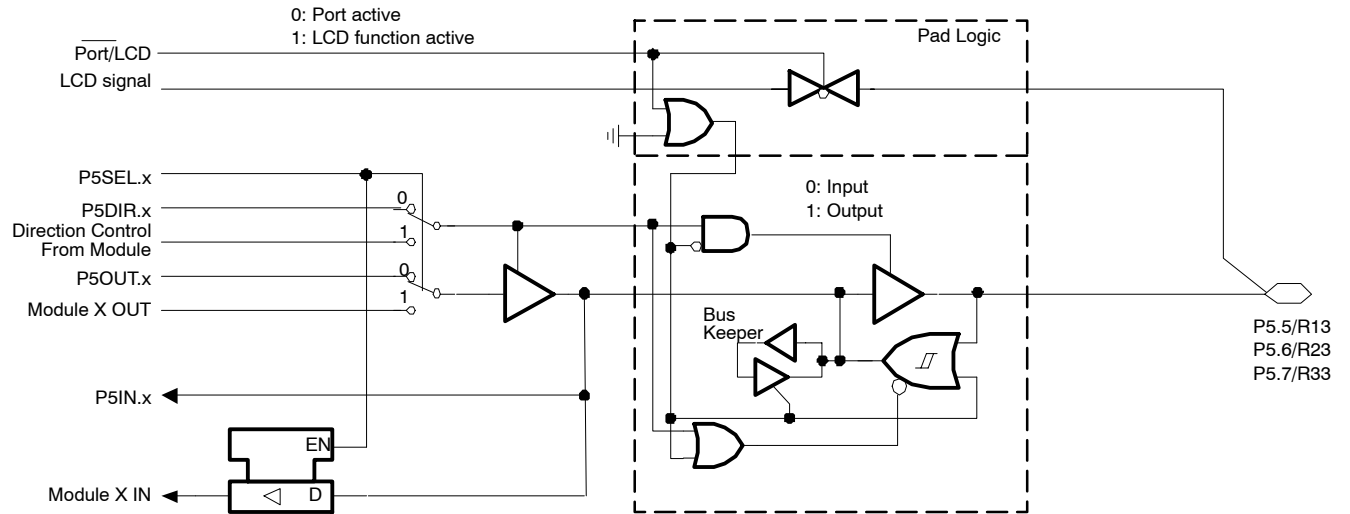 0: Port active
1: LCD function active
Port/LCD
LCD signal
Pad Logic
P5SEL.x
0
P5DIR.x
Direction Control
From Module
1
P5OUT.x
0
Module X OUT
1
0: Input
1: Output
Bus
Keeper
P5.5/R13
P5.6/R23
P5.7/R33
P5IN.x
EN
Module X IN
D